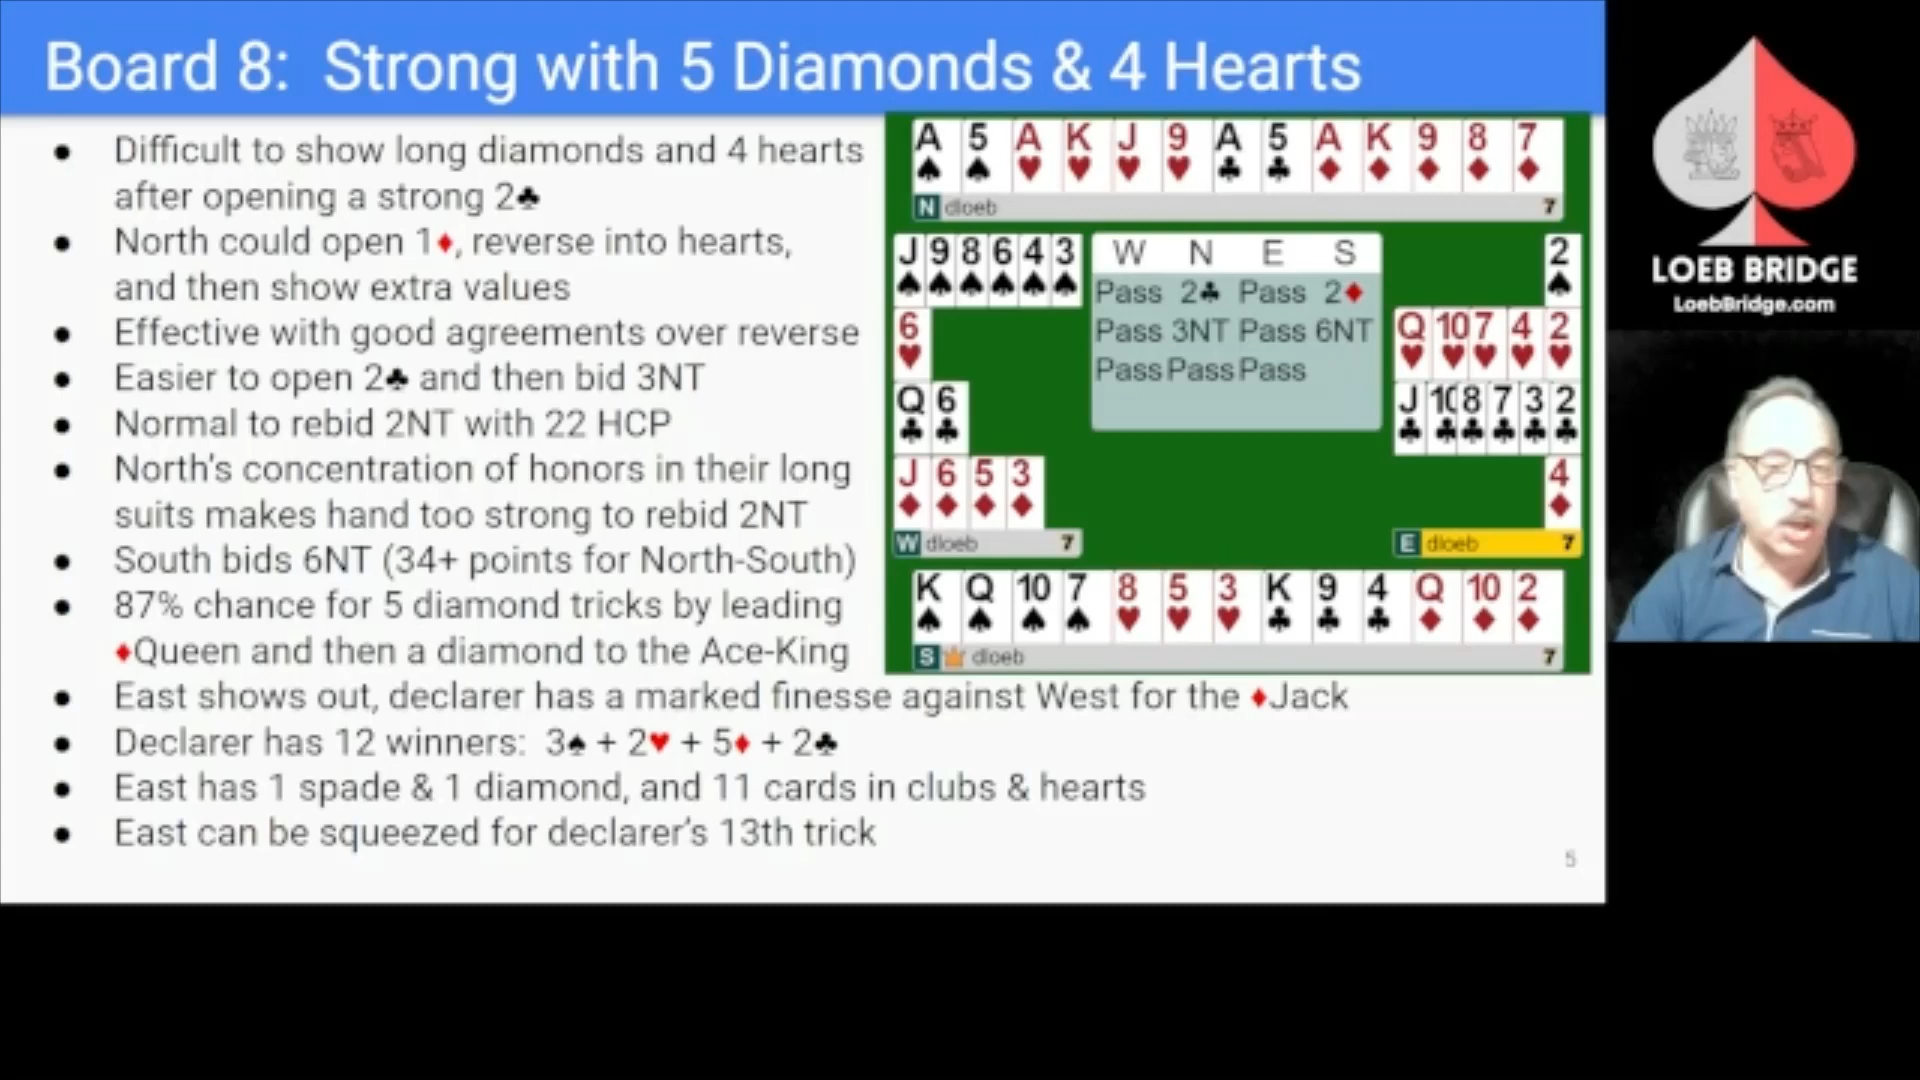 Board 8: Strong with 5 Diamonds & 4 Hearts
● Difficult to show long diamonds and 4 hearts
after opening a strong 2♣
● North could open 1♦, reverse into hearts,
and then show extra values
● Effective with good agreements over reverse
● Easier to open 2♣ and then bid 3NT
● Normal to rebid 2NT with 22 HCP
● North's concentration of honors in their long
suits makes hand too strong to rebid 2NT
● South bids 6NT (34+ points for North-South)
● 87% chance for 5 diamond tricks by leading
♦Queen and then a diamond to the Ace-King
● East shows out, declarer has a marked finesse against West for the ♦Jack
● Declarer has 12 winners: 3♠ + 2♥ + 5♦ + 2♣
● East has 1 spade & 1 diamond, and 11 cards in clubs & hearts
● East can be squeezed for declarer's 13th trick
5
A♠ 5♠ A♥ K♥ J♥ 9♥ A♣ 5♣ A♦ K♦ 9♦ 8♦ 7♦
N dloeb 7
J♠ 9♠ 8♠ 6♠ 4♠ 3♠
6♥
Q♣ 6♣
J♦ 6♦ 5♦ 3♦
W dloeb 7
W N E S
Pass 2♣ Pass 2♦
Pass 3NT Pass 6NT
Pass Pass Pass
2♠
Q♥ 10♥ 7♥ 4♥ 2♥
J♣ 10♣ 8♣ 7♣ 3♣ 2♣
4♦
E dloeb 7
K♠ Q♠ 10♠ 7♠ 8♥ 5♥ 3♥ K♣ 9♣ 4♣ Q♦ 10♦ 2♦
S dloeb 7
LOEB BRIDGE
LoebBridge.com